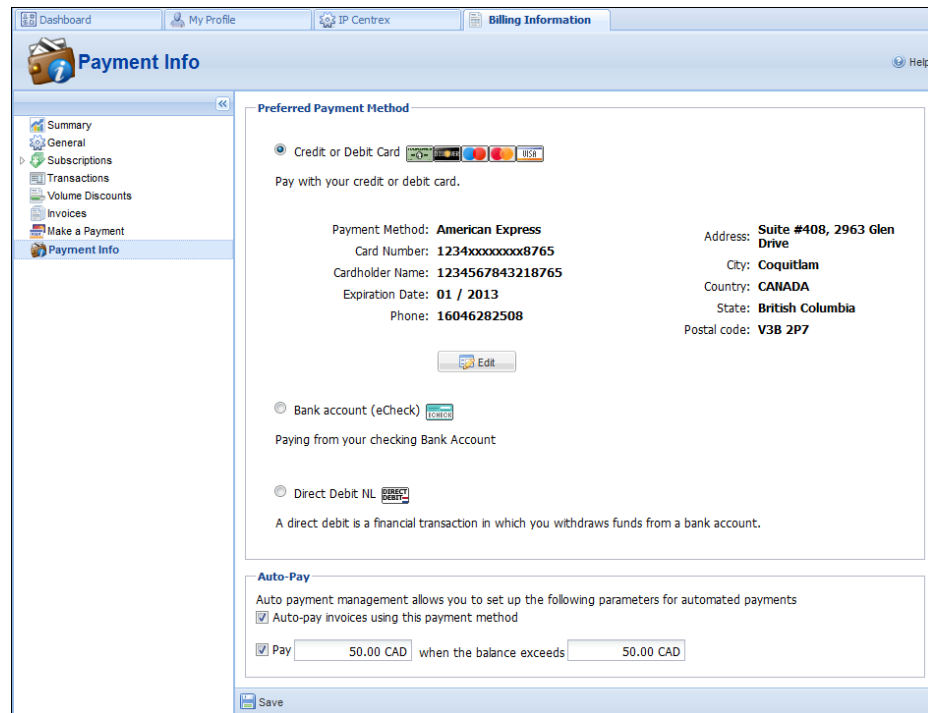 Dashboard
My Profile
IP Centrex
Billing Information
Payment Info
Help
Summary
General
Subscriptions
Transactions
Volume Discounts
Invoices
Make a Payment
Payment Info
Preferred Payment Method
Credit or Debit Card VISA
Pay with your credit or debit card.
Payment Method: American Express
Card Number: 1234xxxxxxxx8765
Cardholder Name: 1234567843218765
Expiration Date: 01 / 2013
Phone: 16046282508
Address: Suite #408, 2963 Glen
Drive
City: Coquitlam
Country: CANADA
State: British Columbia
Postal code: V3B 2P7
Edit
Bank account (eCheck) ECHECK
Paying from your checking Bank Account
Direct Debit NL DIRECT
DEBIT
A direct debit is a financial transaction in which you withdraws funds from a bank account.
Auto-Pay
Auto payment management allows you to set up the following parameters for automated payments
Auto-pay invoices using this payment method
Pay 50.00 CAD when the balance exceeds 50.00 CAD
Save